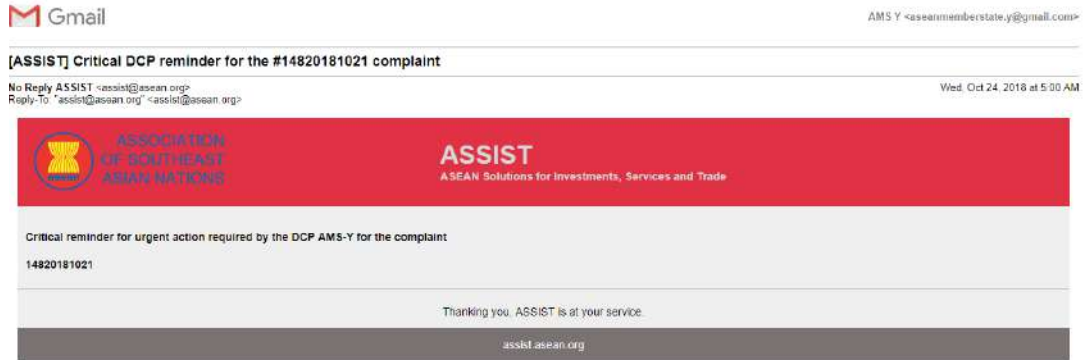 Gmail
AMS Y <aseanmemberstate.y@gmail.com>
[ASSIST] Critical DCP reminder for the #14820181021 complaint
No Reply ASSIST <assist@asean.org>
Wed, Oct 24, 2018 at 5:00 AM
Reply-To: "assist@asean.org" <assist@asean.org>
ASSOCIATION
OF SOUTHEAST
ASIAN NATIONS
ASSIST
ASEAN Solutions for Investments, Services and Trade
Critical reminder for urgent action required by the DCP AMS-Y for the complaint
14820181021
Thanking you, ASSIST is at your service.
assist.asean.org